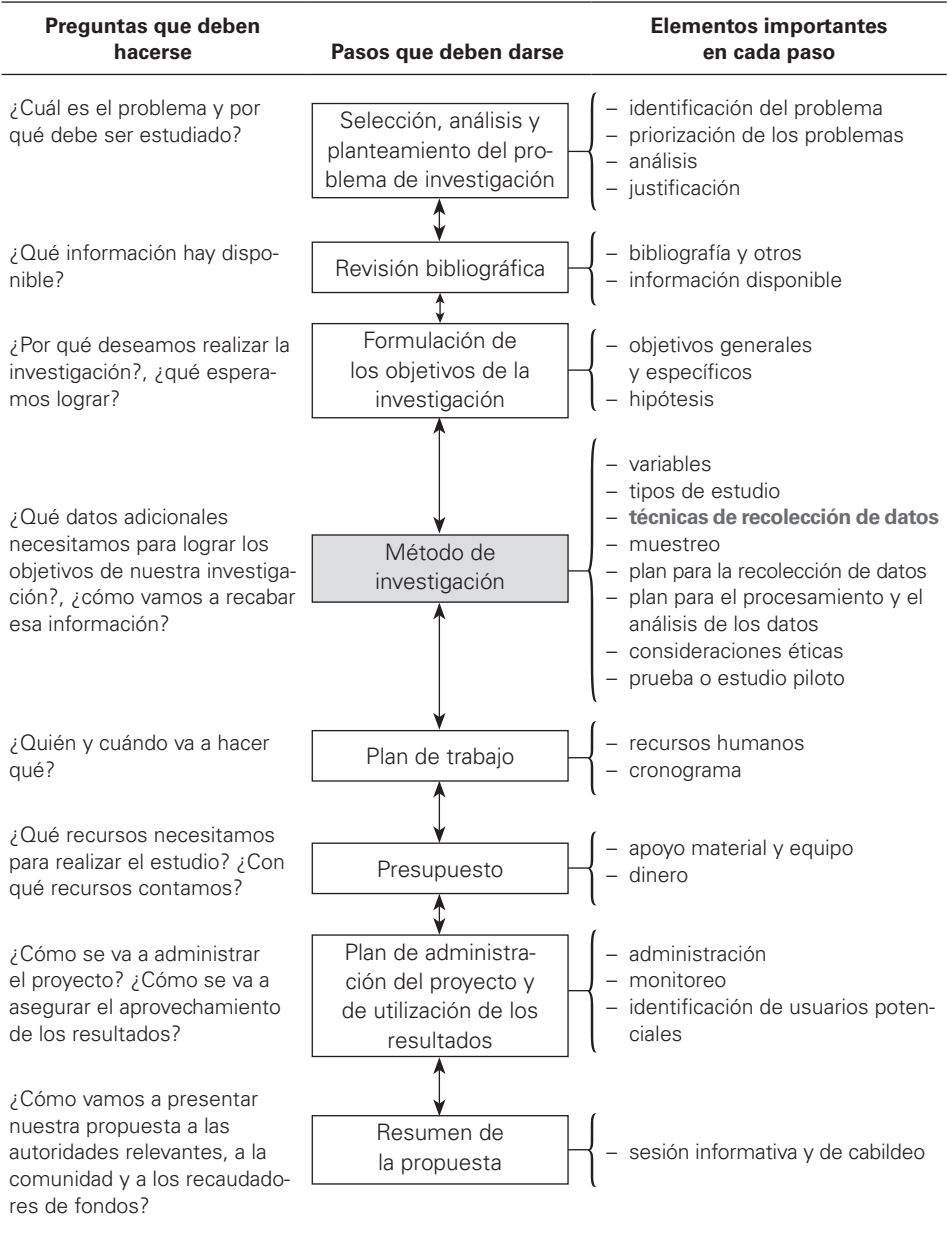 Preguntas que deben
hacerse
Pasos que deben darse
Elementos importantes
en cada paso
¿Cuál es el problema y por
qué debe ser estudiado?
Selección, análisis y
planteamiento del pro-
blema de investigación
– identificación del problema
– priorización de los problemas
– análisis
– justificación
¿Qué información hay dispo-
nible?
Revisión bibliográfica
– bibliografía y otros
– información disponible
¿Por qué deseamos realizar la
investigación?, ¿qué espera-
mos lograr?
Formulación de
los objetivos de la
investigación
– objetivos generales
y específicos
– hipótesis
¿Qué datos adicionales
necesitamos para lograr los
objetivos de nuestra investiga-
ción?, ¿cómo vamos a recabar
esa información?
Método de
investigación
– variables
– tipos de estudio
– técnicas de recolección de datos
– muestreo
– plan para la recolección de datos
– plan para el procesamiento y el
análisis de los datos
– consideraciones éticas
– prueba o estudio piloto
¿Quién y cuándo va a hacer
qué?
Plan de trabajo
– recursos humanos
– cronograma
¿Qué recursos necesitamos
para realizar el estudio? ¿Con
qué recursos contamos?
Presupuesto
– apoyo material y equipo
– dinero
¿Cómo se va a administrar
el proyecto? ¿Cómo se va a
asegurar el aprovechamiento
de los resultados?
Plan de administra-
ción del proyecto y
de utilización de los
resultados
– administración
– monitoreo
– identificación de usuarios poten-
ciales
¿Cómo vamos a presentar
nuestra propuesta a las
autoridades relevantes, a la
comunidad y a los recaudado-
res de fondos?
Resumen de
la propuesta
– sesión informativa y de cabildeo